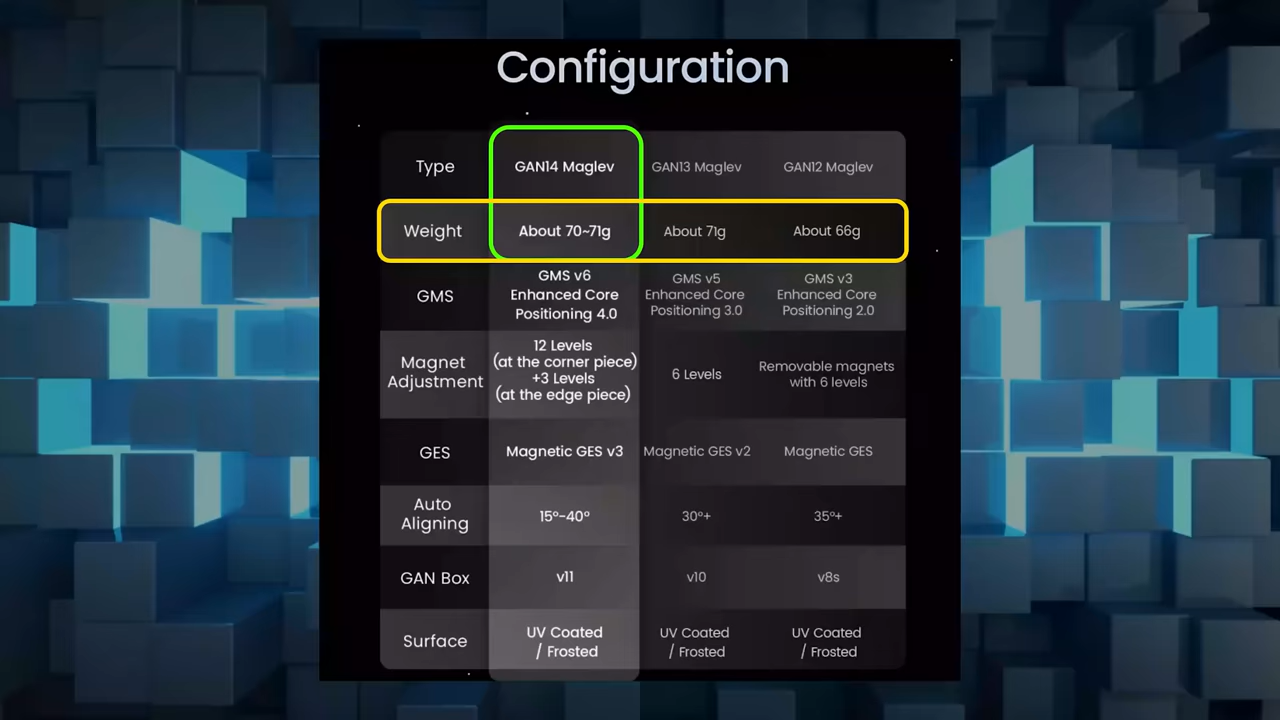 Configuration
Type GAN14 Maglev GAN13 Maglev GAN12 Maglev
Weight About 70~71g About 71g About 66g
GMS
GMS v6
Enhanced Core
Positioning 4.0
GMS v5
Enhanced Core
Positioning 3.0
GMS v3
Enhanced Core
Positioning 2.0
Magnet
Adjustment
12 Levels
(at the corner piece)
+3 Levels
(at the edge piece)
6 Levels
Removable magnets
with 6 levels
GES Magnetic GES v3 Magnetic GES v2 Magnetic GES
Auto
Aligning
15°-40° 30°+ 35°+
GAN Box v11 v10 v8s
Surface
UV Coated
/ Frosted
UV Coated
/ Frosted
UV Coated
/ Frosted